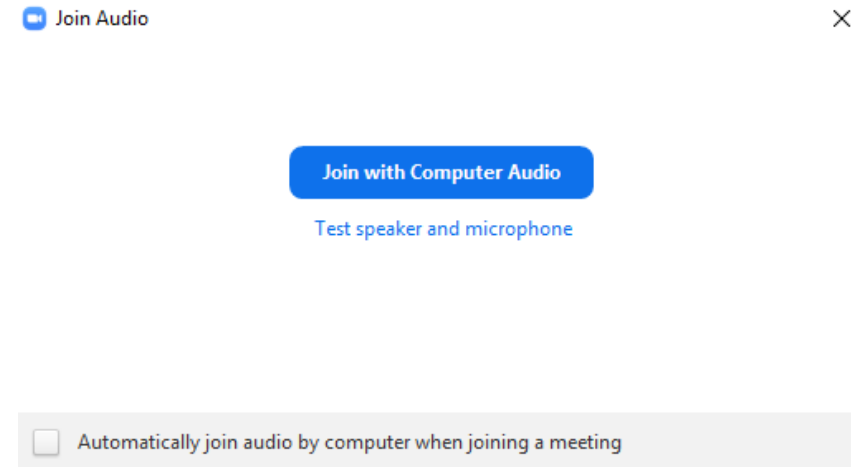 Join Audio
Join with Computer Audio
Test speaker and microphone
Automatically join audio by computer when joining a meeting